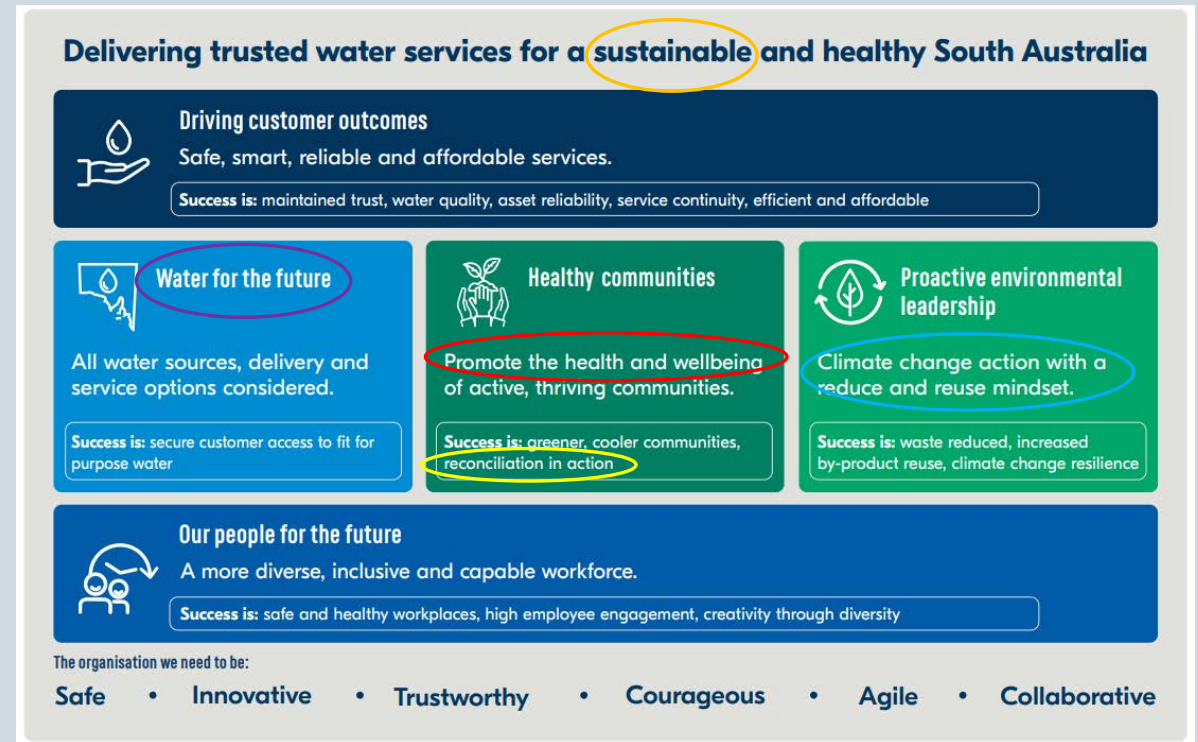 Delivering trusted water services for a sustainable and healthy South Australia
Driving customer outcomes
Safe, smart, reliable and affordable services.
Success is: maintained trust, water quality, asset reliability, service continuity, efficient and affordable
Water for the future
All water sources, delivery and
service options considered.
Success is: secure customer access to fit for
purpose water
Healthy communities
Promote the health and wellbeing
of active, thriving communities.
Success is: greener, cooler communities,
reconciliation in action
Proactive environmental
leadership
Climate change action with a
reduce and reuse mindset.
Success is: waste reduced, increased
by-product reuse, climate change resilience
Our people for the future
A more diverse, inclusive and capable workforce.
Success is: safe and healthy workplaces, high employee engagement, creativity through diversity
The organisation we need to be:
Safe • Innovative • Trustworthy • Courageous • Agile • Collaborative